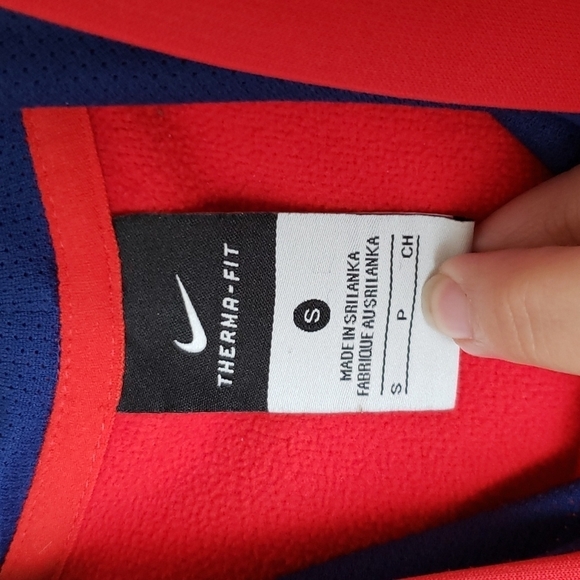 THERMA-FIT
S
MADE IN SRI LANKA
FABRIQUE AU SRI LANKA
S P CH